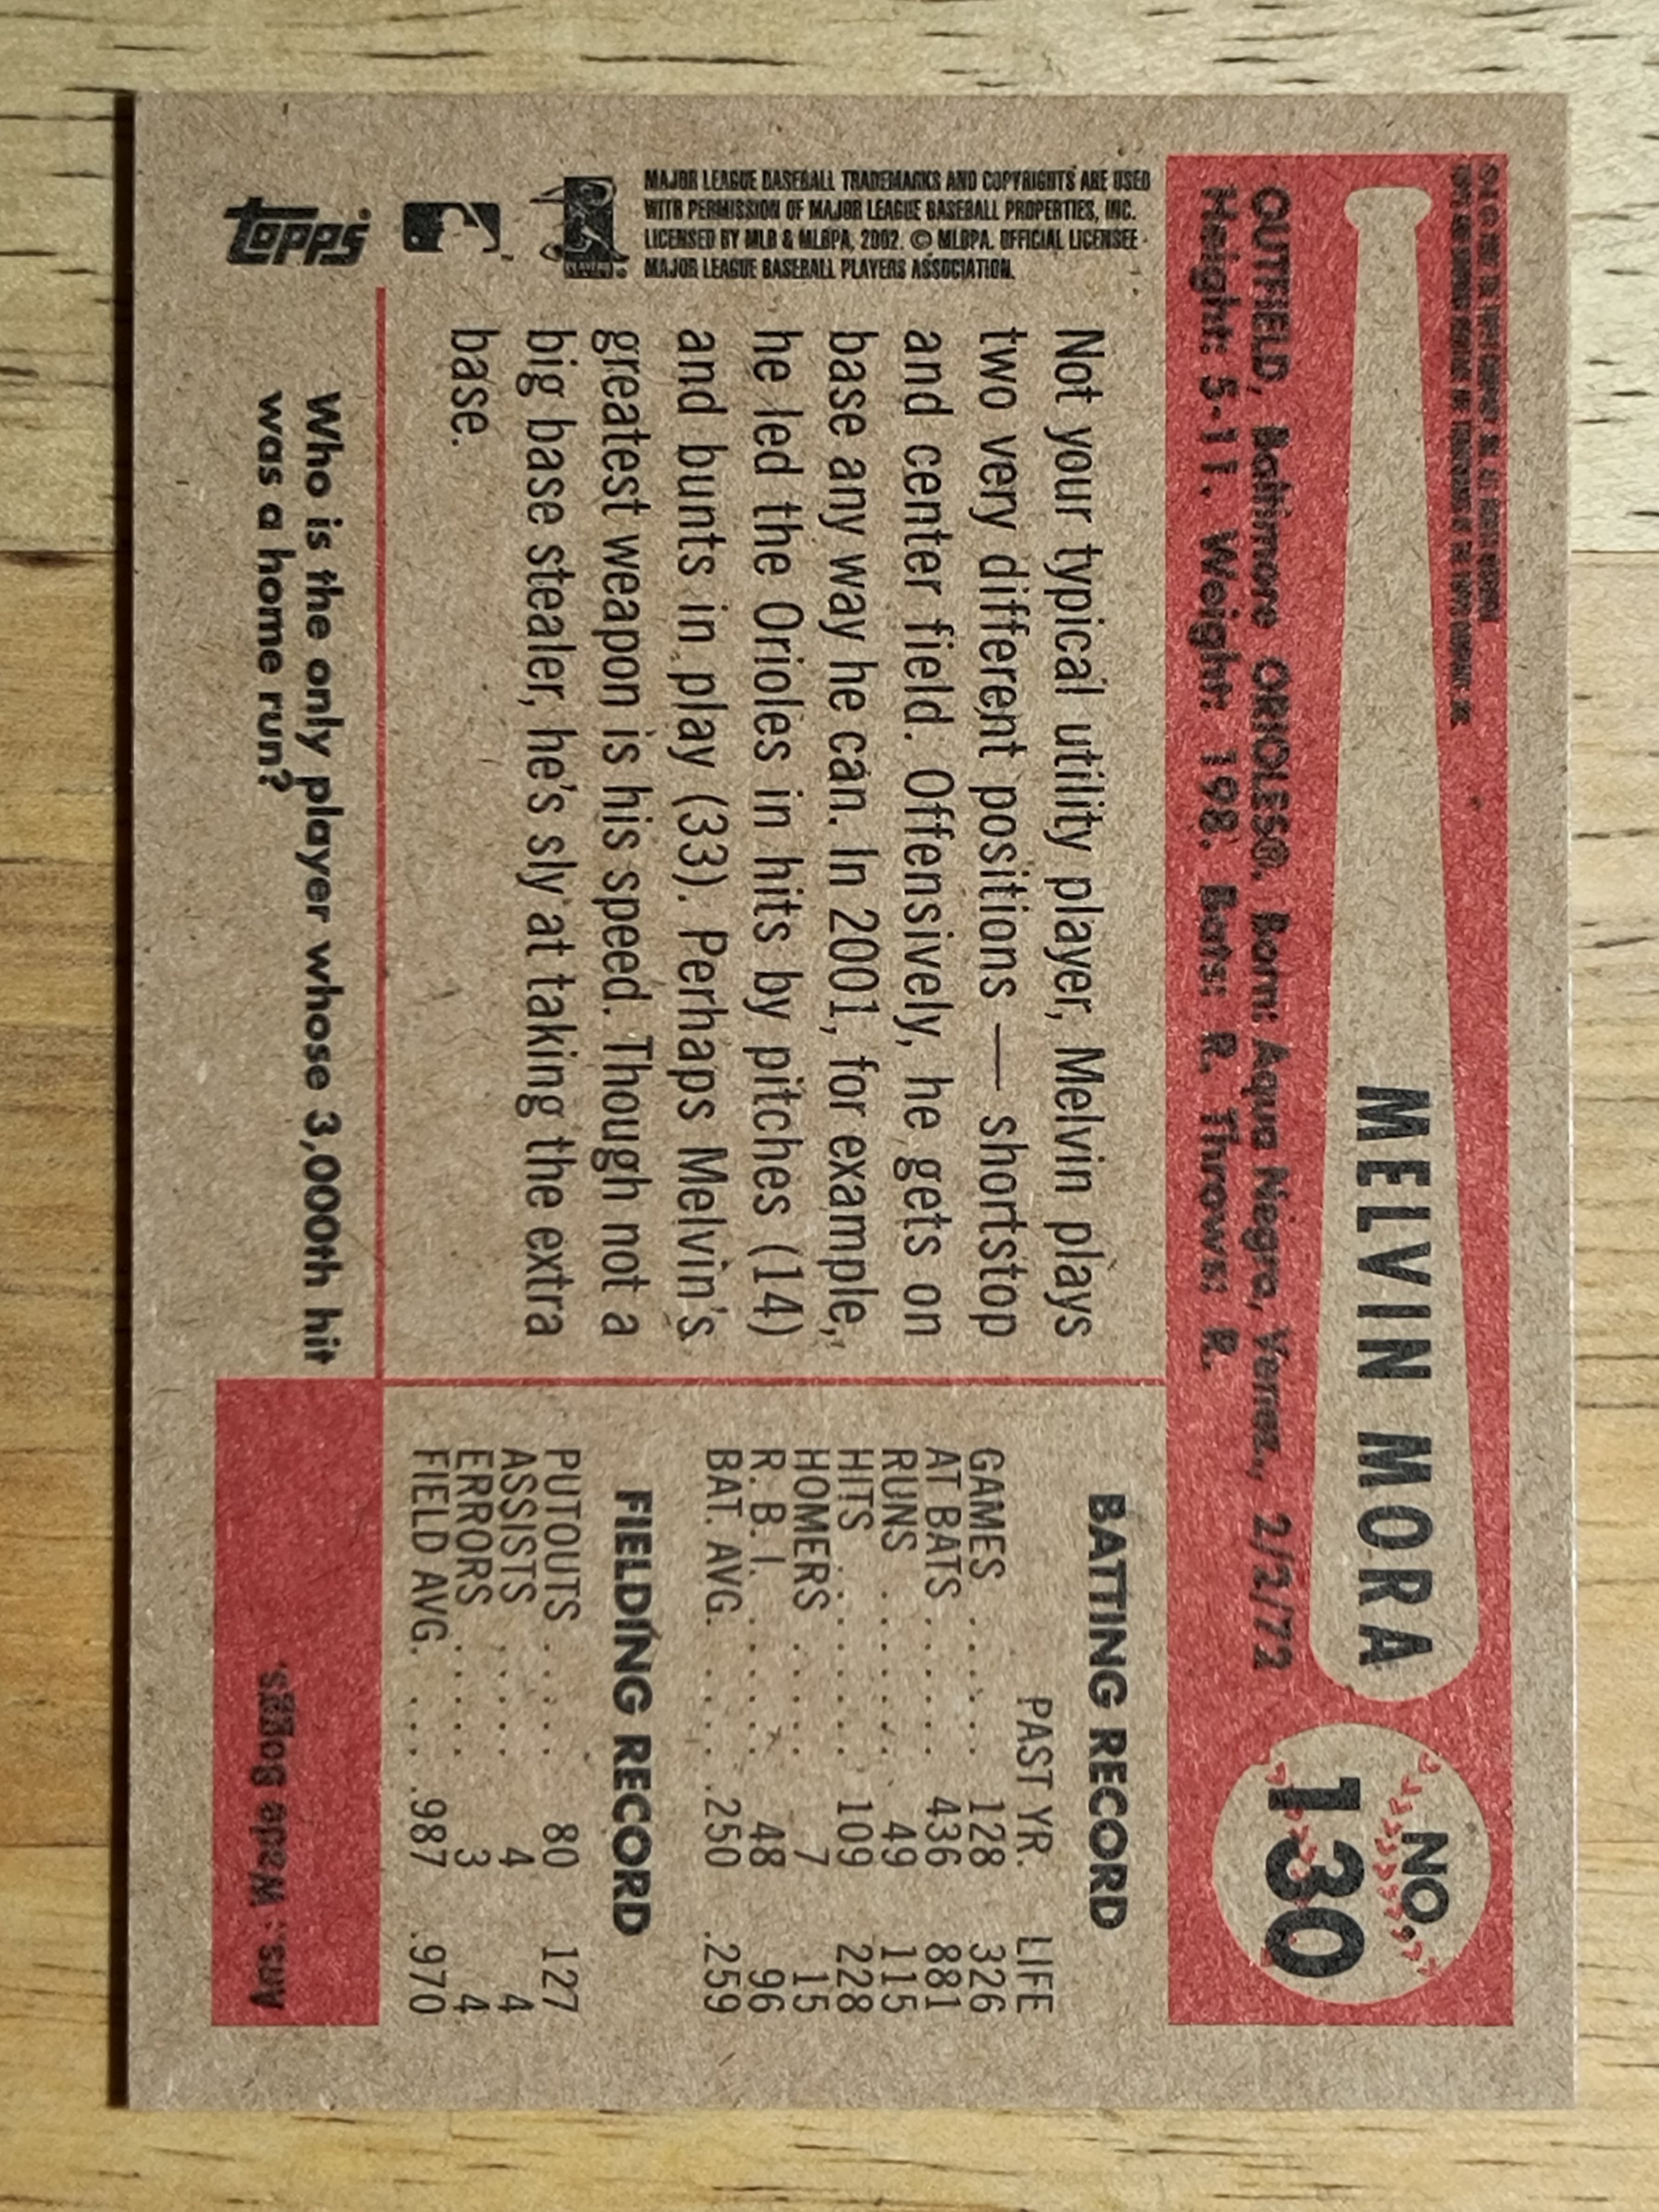 MELVIN MORA
NO.
130
OUTFIELD, Baltimore ORIOLES®. Born: Aqua Negra, Venez., 2/2/72
Height: 5-11. Weight: 198. Bats: R. Throws: R.
MAJOR LEAGUE BASEBALL TRADEMARKS AND COPYRIGHTS ARE USED
WITH PERMISSION OF MAJOR LEAGUE BASEBALL PROPERTIES, INC.
LICENSED BY MLB & MLBPA, 2002. © MLBPA. OFFICIAL LICENSEE -
MAJOR LEAGUE BASEBALL PLAYERS ASSOCIATION.
topps
Not your typical utility player, Melvin plays
two very different positions — shortstop
and center field. Offensively, he gets on
base any way he can. In 2001, for example,
he led the Orioles in hits by pitches (14)
and bunts in play (33). Perhaps Melvin's
greatest weapon is his speed. Though not a
big base stealer, he's sly at taking the extra
base.
BATTING RECORD
PAST YR. LIFE
GAMES..... 128 326
AT BATS..... 436 881
RUNS..... 49 115
HITS...... 109 228
HOMERS.... 7 15
R. B. I...... 48 96
BAT. AVG..... .250 .259
FIELDING RECORD
PUTOUTS.... 80 127
ASSISTS.... 4 4
ERRORS.... 3 4
FIELD AVG..... .987 .970
Who is the only player whose 3,000th hit
was a home run?
Ans.: Wade Boggs.